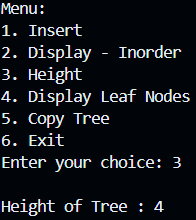 Menu:
1. Insert
2. Display - Inorder
3. Height
4. Display Leaf Nodes
5. Copy Tree
6. Exit
Enter your choice: 3
Height of Tree : 4